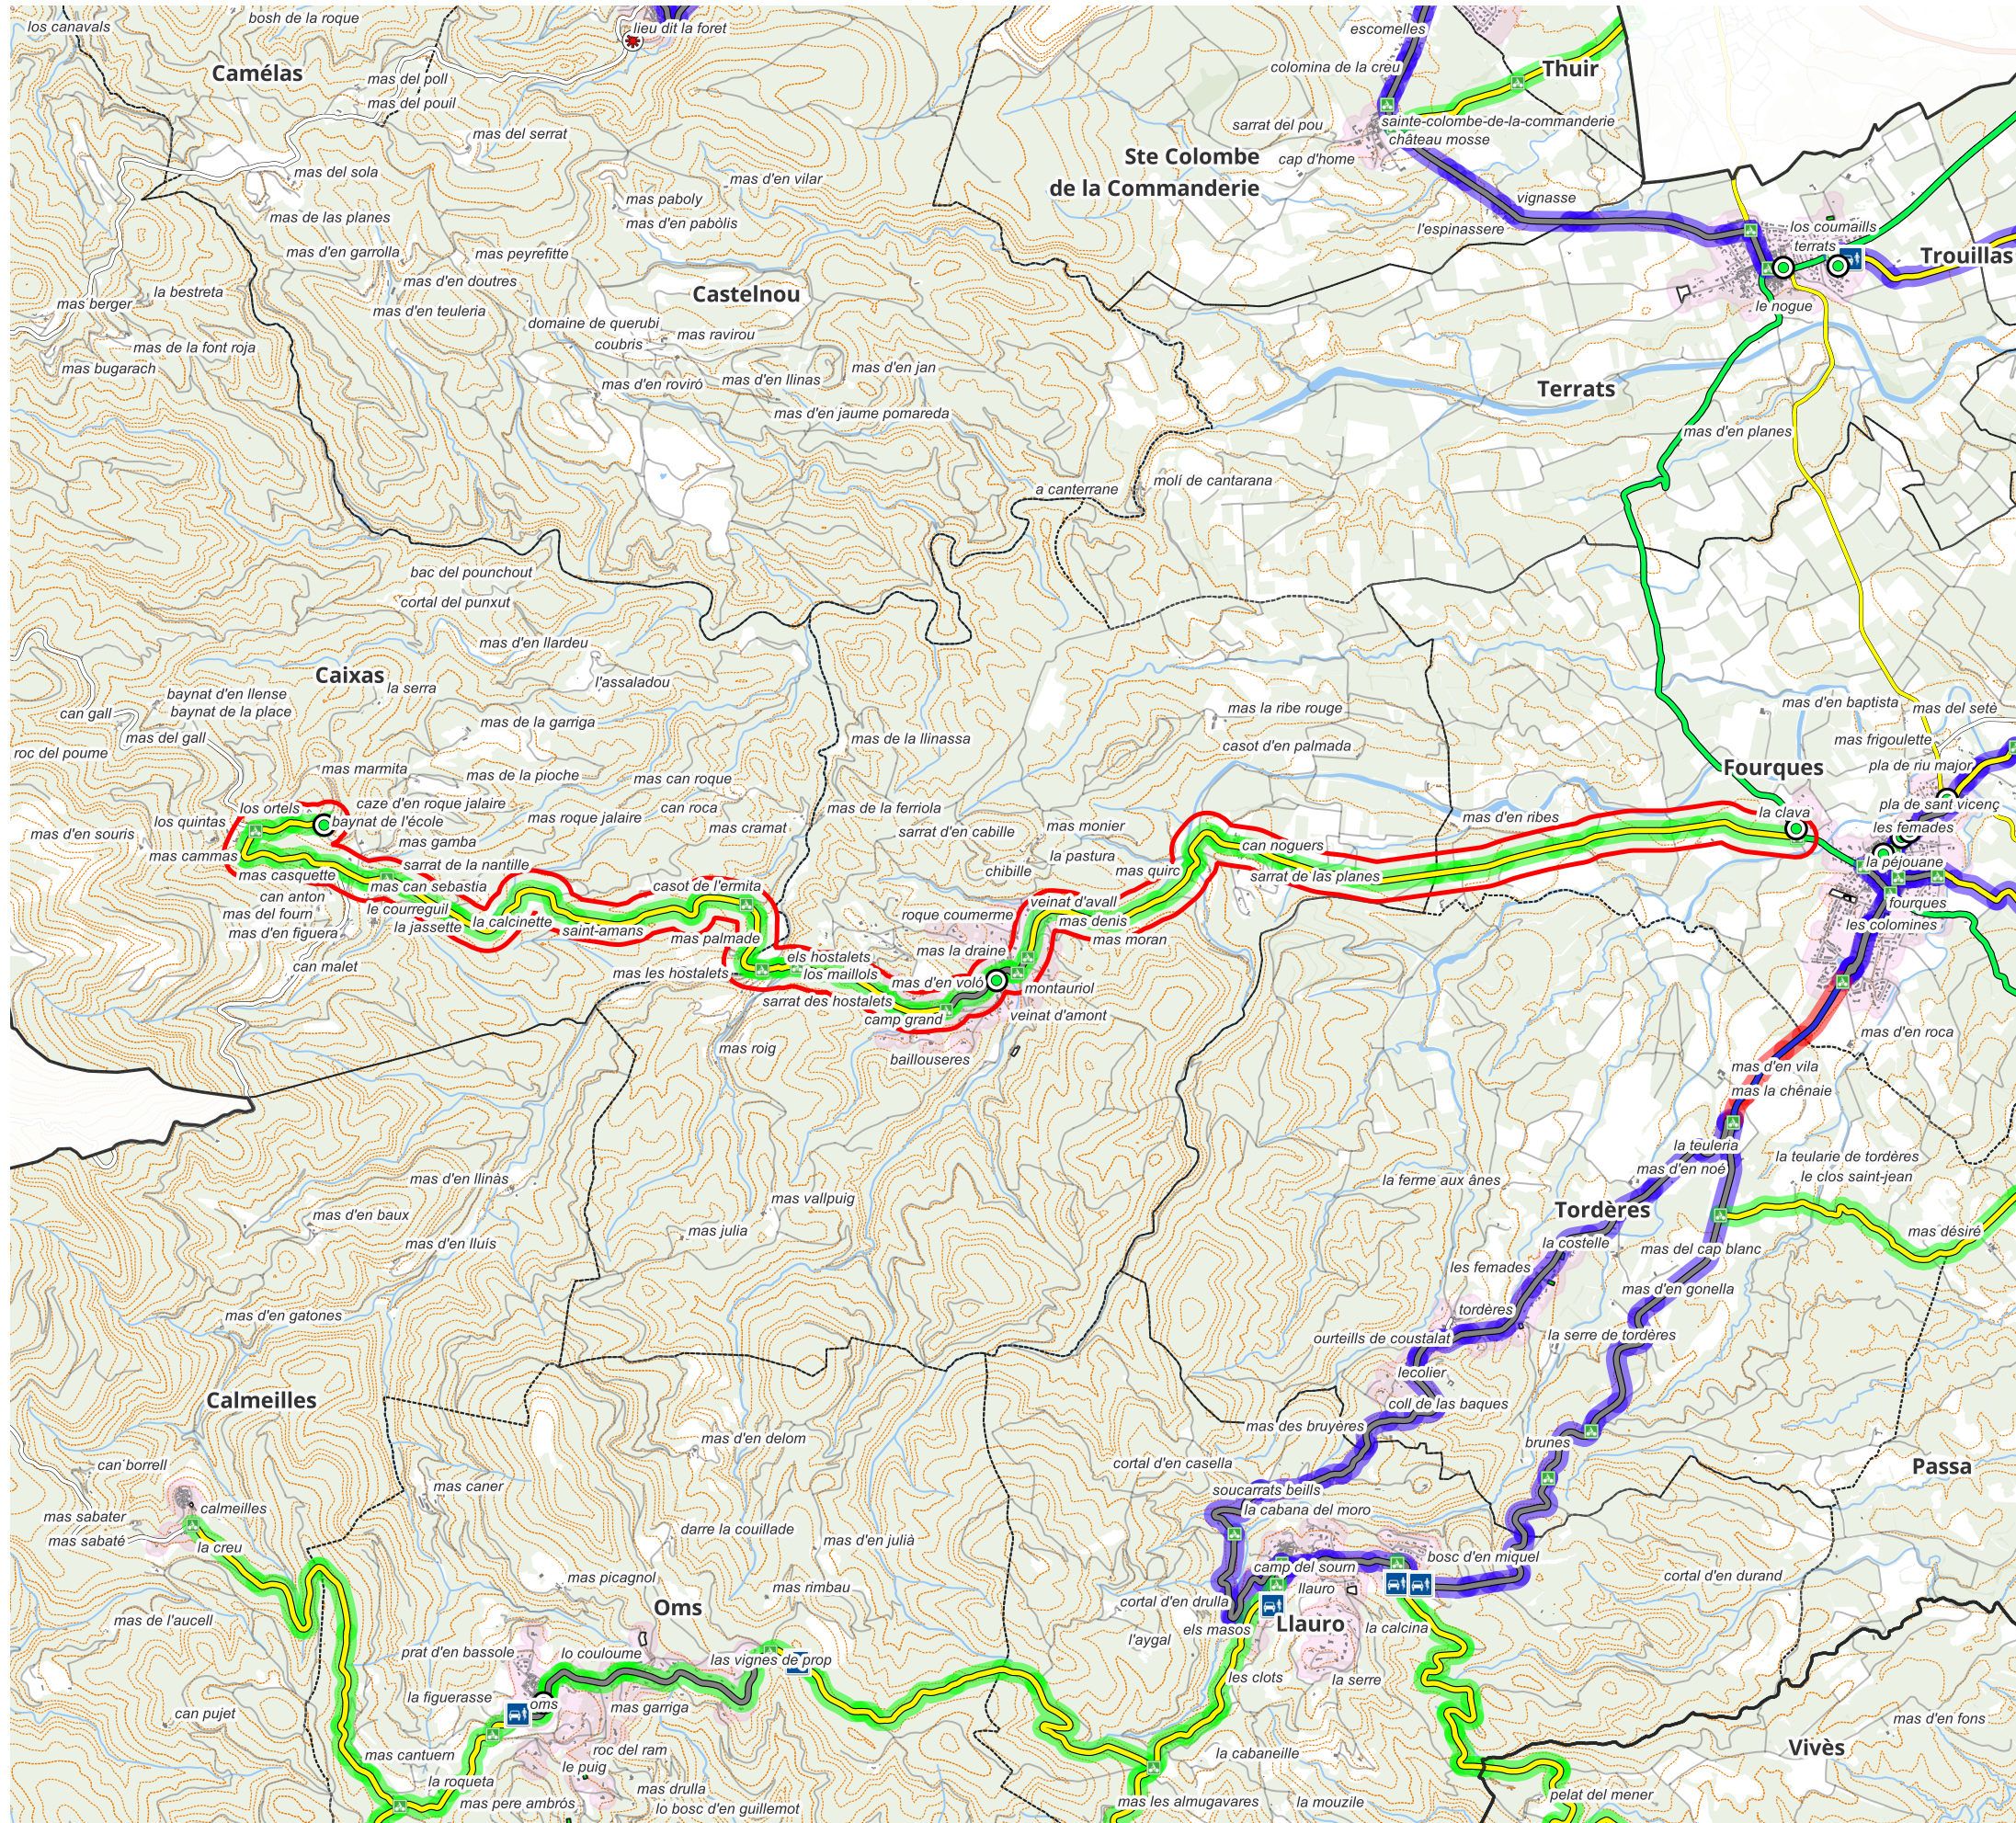 los canavals
bosh de la roque
lieu dit la foret
escomelles
Camélas
mas del poll
mas del pouil
colomina de la creu
Thuir
mas del serrat
sarrat del pou
sainte-colombe-de-la-commanderie
château mosse
Ste Colombe
de la Commanderie
cap d'home
mas del sola
mas d'en vilar
mas paboly
mas d'en pabòlis
vignasse
l'espinassere
mas de las planes
los coumaills
terrats
Trouillas
mas d'en garrolla
mas peyrefitte
mas d'en doutres
la bestreta
mas berger
mas d'en teuleria
Castelnou
le nogue
domaine de querubi
coubris
mas ravirou
mas de la font roja
mas bugarach
mas d'en roviró
mas d'en llinas
mas d'en jan
mas d'en jaume pomareda
Terrats
mas d'en planes
a canterrane
molí de cantarana
bac del pounchout
cortal del punxut
mas d'en llardeu
Caixas
la serra
l'assaladou
baynat d'en llense
baynat de la place
can gall
mas del gall
mas de la garriga
roc del poume
mas de la llinassa
mas la ribe rouge
casot d'en palmada
mas d'en baptista
mas del seté
mas frigoulette
pla de riu major
Fourques
mas marmita
mas de la pioche
mas can roque
los ortels
caze d'en roque jalaire
baynat de l'école
los quintas
mas d'en souris
mas roque jalaire
can roca
mas cramat
mas de la ferriola
sarrat d'en cabille
mas monier
mas d'en ribes
la clava
pla de sant vicenç
les femades
mas gamba
mas cammas
sarrat de la nantille
mas casquette
mas can sebastia
la pastura
chibille
mas quirc
can noguers
sarrat de las planes
la péjouane
fourques
les colomines
can anton
mas del fourn
mas d'en figuera
le courreguil
la jassette
la calcinette
saint-amans
casot de l'ermita
mas palmade
roque coumerme
veinat d'avall
mas denis
mas moran
mas la draine
can malet
mas les hostalets
els hostalets
los maillols
mas d'en voló
montauriol
sarrat des hostalets
camp grand
veinat d'amont
mas roig
baillouseres
mas d'en roca
mas d'en vila
mas la chênaie
la teuleria
mas d'en noé
la teularie de tordères
le clos saint-jean
mas d'en llinàs
mas vallpuig
la ferme aux ânes
mas d'en baux
mas julia
Tordères
mas désiré
mas d'en lluís
la costelle
mas del cap blanc
les femades
mas d'en gonella
mas d'en gatones
tordères
ourteills de coustalat
la serre de tordères
lecolier
Calmeilles
coll de las baques
mas des bruyères
mas d'en delom
brunes
can borrell
mas caner
cortal d'en casella
Passa
calmeilles
mas sabater
mas sabaté
la creu
soucarrats beills
la cabana del moro
darre la couillade
mas d'en julià
bosc d'en miquel
mas picagnol
mas rimbau
camp del sourn
llauro
cortal d'en durand
cortal d'en drulla
mas de l'aucell
Oms
els masos
Llauro
la calcina
l'aygal
prat d'en bassole
lo couloume
las vignes de prop
les clots
la serre
la figuerasse
oms
mas garriga
can pujet
mas d'en fons
mas cantuern
roc del ram
le puig
la cabaneille
Vivès
la roqueta
mas drulla
mas pere ambrós
lo bosc d'en guillemot
mas les almugavares
la mouzile
pelat del mener